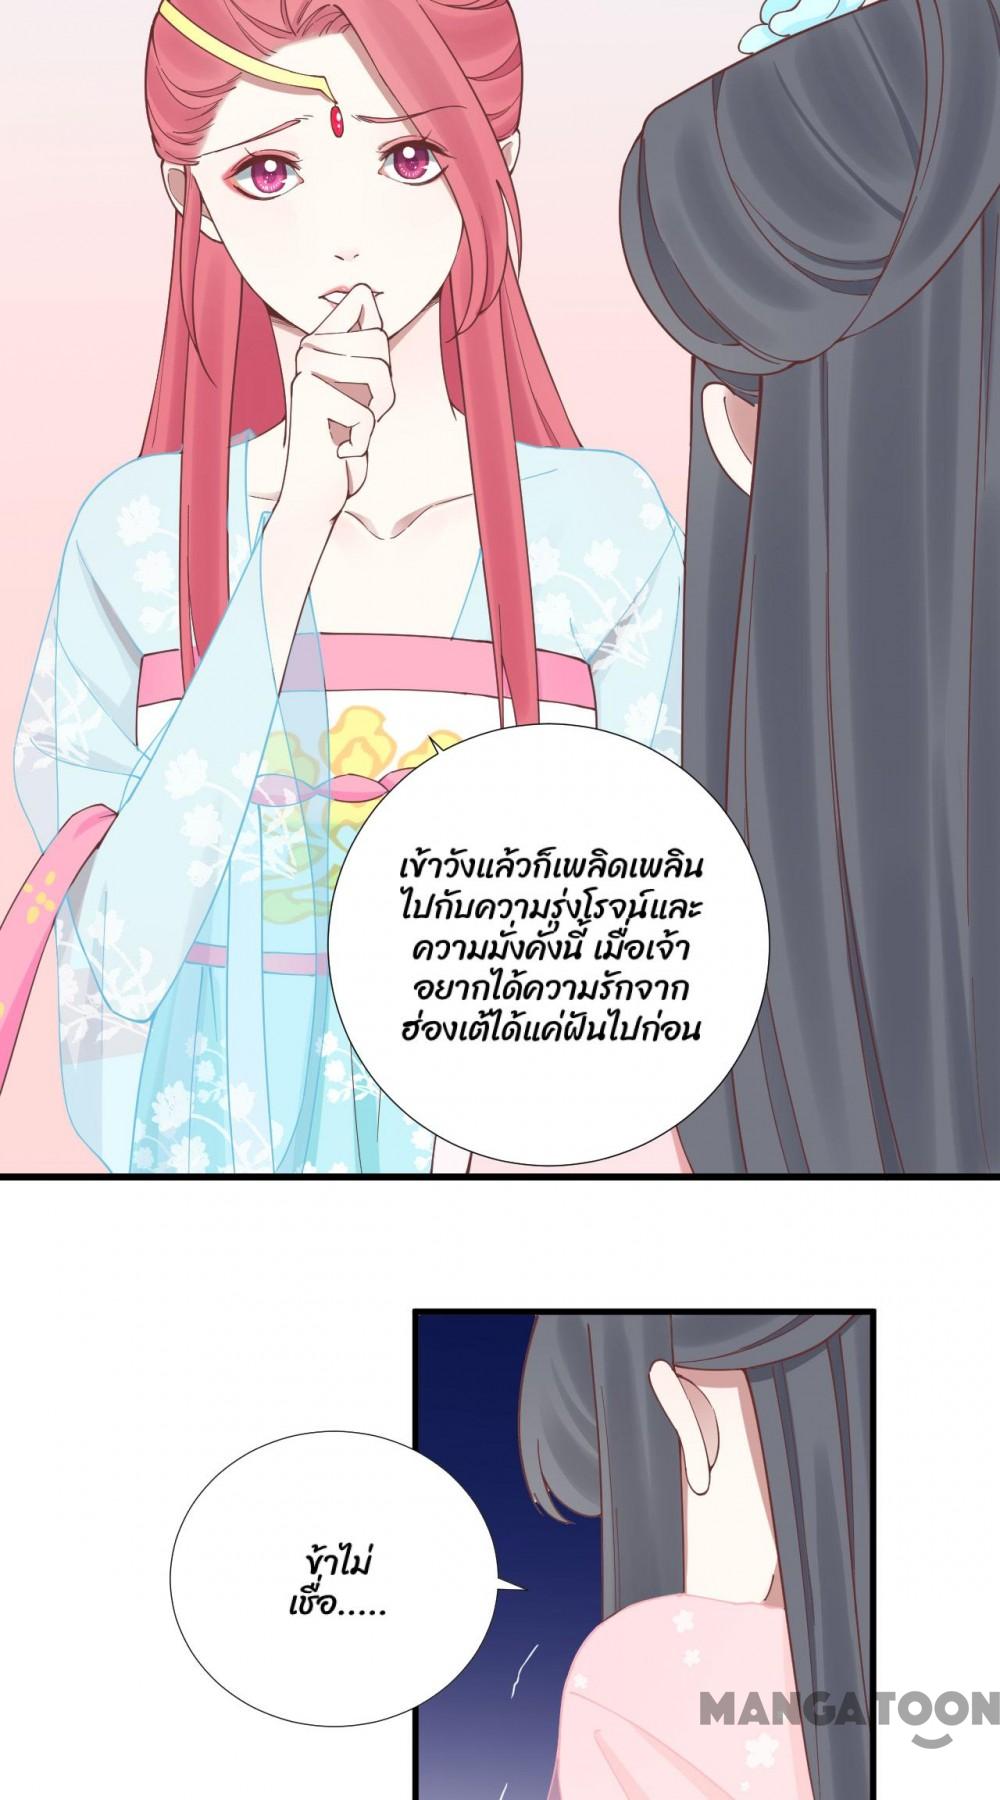 เข้าวังแล้วก็เพลิดเพลิน
ไปกับความรุ่งโรจน์และ
ความมั่งคั่งนี้ เมื่อเจ้า
อยากได้ความรักจาก
ฮ่องเต้ได้แค่ฝันไปก่อน
ข้าไม่
เชื่อ.....
MANGATOON